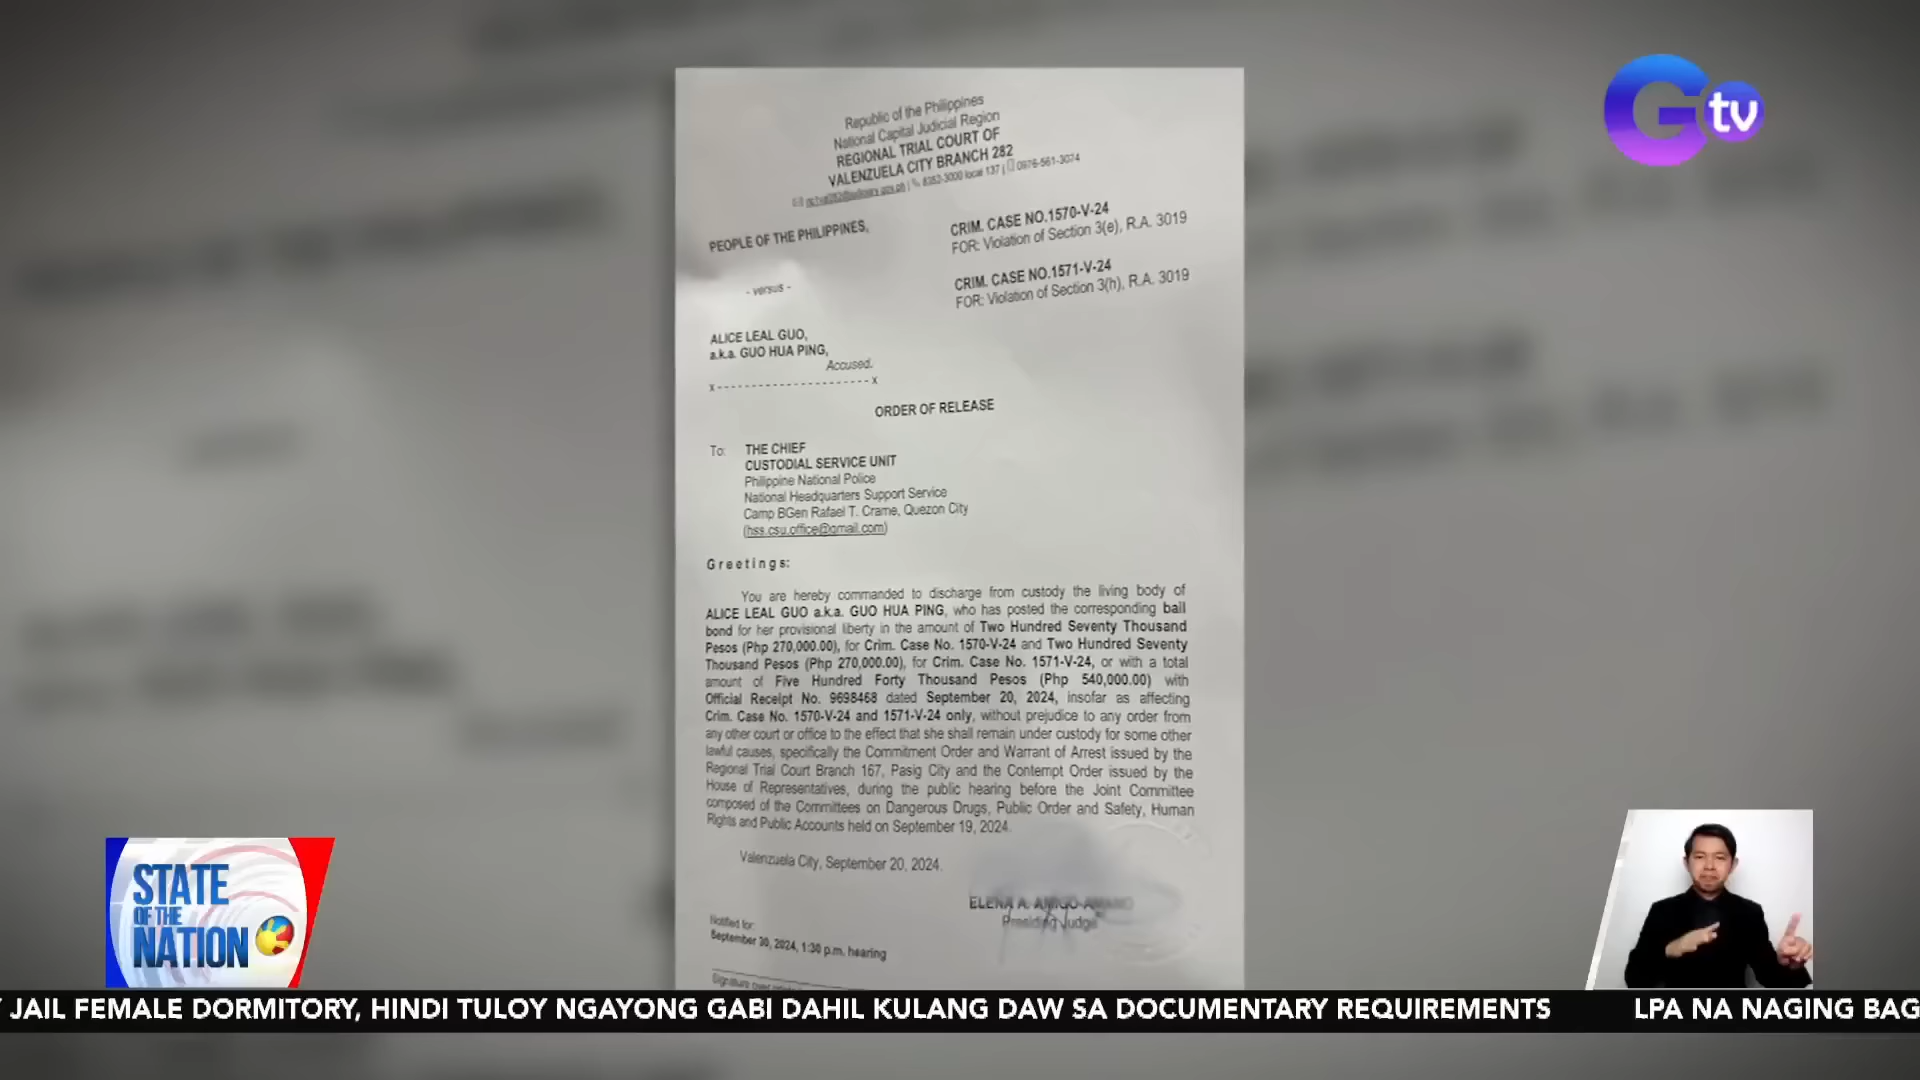 G tv
Republic of the Philippines
National Capital Judicial Region
REGIONAL TRIAL COURT OF
VALENZUELA CITY BRANCH 282
8352-3000 local 137 | 0976-561-3074
PEOPLE OF THE PHILIPPINES,
- versus -
ALICE LEAL GUO,
a.k.a. GUO HUA PING,
Accused.
x - - - - - - - - - - - - - - - - - - - - - - x
CRIM. CASE NO.1570-V-24
FOR: Violation of Section 3(e), R.A. 3019
CRIM. CASE NO.1571-V-24
FOR: Violation of Section 3(h), R.A. 3019
ORDER OF RELEASE
To: THE CHIEF
CUSTODIAL SERVICE UNIT
Philippine National Police
National Headquarters Support Service
Camp BGen Rafael T. Crame, Quezon City
(hss.csu.office@gmail.com)
Greetings:
You are hereby commanded to discharge from custody the living body of
ALICE LEAL GUO a.k.a. GUO HUA PING, who has posted the corresponding bail
bond for her provisional liberty in the amount of Two Hundred Seventy Thousand
Pesos (Php 270,000.00), for Crim. Case No. 1570-V-24 and Two Hundred Seventy
Thousand Pesos (Php 270,000.00), for Crim. Case No. 1571-V-24, or with a total
amount of Five Hundred Forty Thousand Pesos (Php 540,000.00) with
Official Receipt No. 9698468 dated September 20, 2024, insofar as affecting
Crim. Case No. 1570-V-24 and 1571-V-24 only, without prejudice to any order from
any other court or office to the effect that she shall remain under custody for some other
lawful causes, specifically the Commitment Order and Warrant of Arrest issued by the
Regional Trial Court Branch 167, Pasig City and the Contempt Order issued by the
House of Representatives, during the public hearing before the Joint Committee
composed of the Committees on Dangerous Drugs, Public Order and Safety, Human
Rights and Public Accounts held on September 19, 2024.
Valenzuela City, September 20, 2024.
ELENA A. AMIGO-AMANO
Presiding Judge
Notified for:
September 30, 2024, 1:30 p.m. hearing
STATE
OF THE
NATION
JAIL FEMALE DORMITORY, HINDI TULOY NGAYONG GABI DAHIL KULANG DAW SA DOCUMENTARY REQUIREMENTS LPA NA NAGING BAG